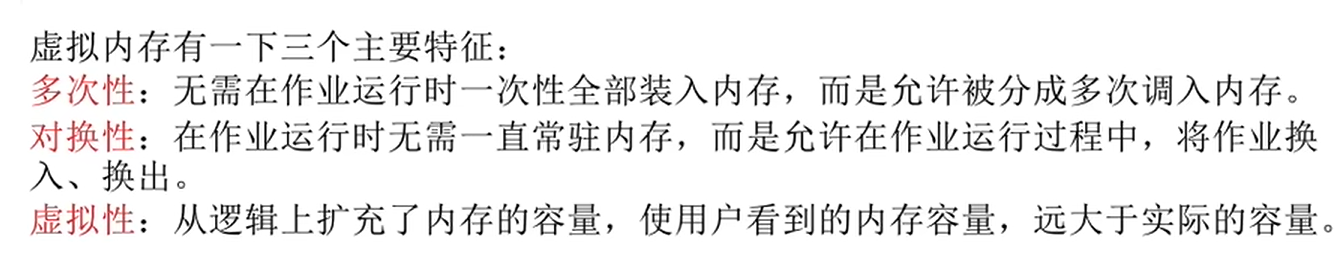 虚拟内存有一下三个主要特征：
多次性：无需在作业运行时一次性全部装入内存，而是允许被分成多次调入内存。
对换性：在作业运行时无需一直常驻内存，而是允许在作业运行过程中，将作业换
入、换出。
虚拟性：从逻辑上扩充了内存的容量，使用户看到的内存容量，远大于实际的容量。